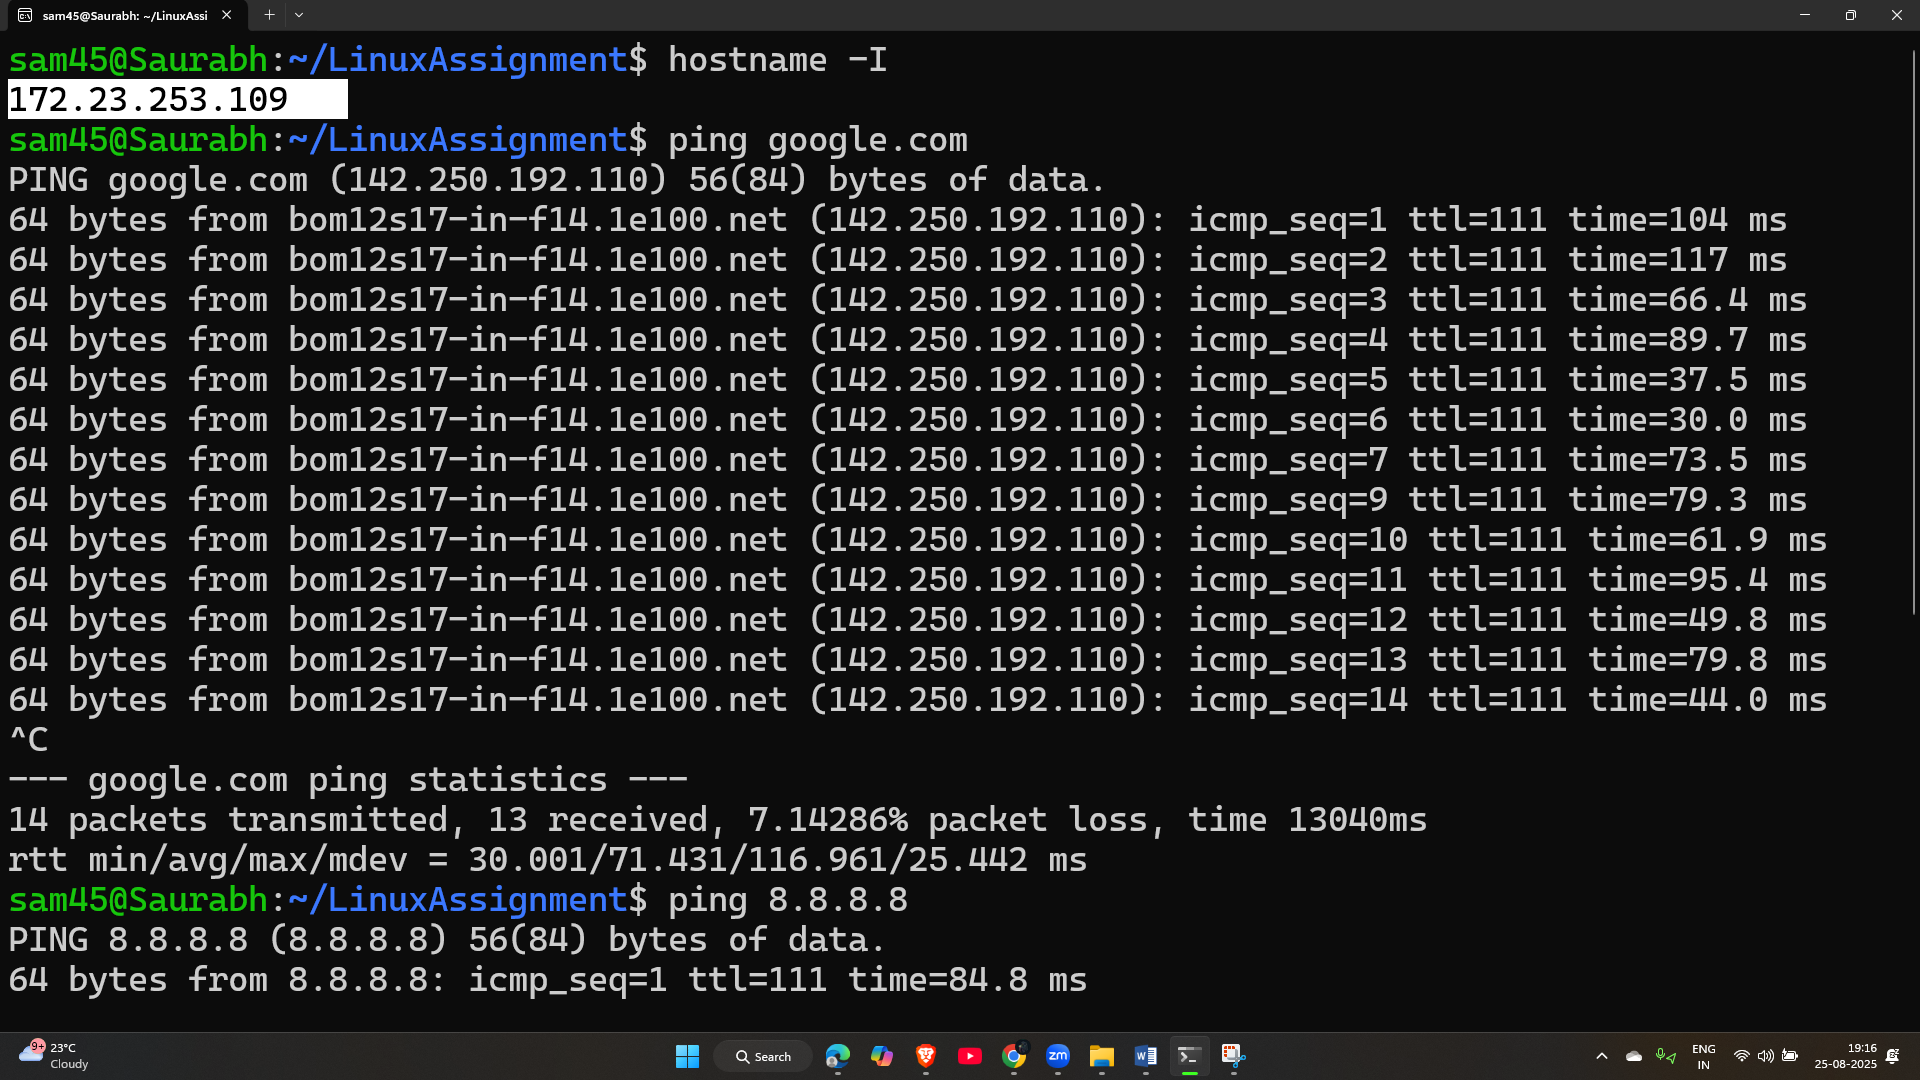 sam45@Saurabh: ~/LinuxAssi
sam45@Saurabh:~/LinuxAssignment$ hostname -I
172.23.253.109
sam45@Saurabh:~/LinuxAssignment$ ping google.com
PING google.com (142.250.192.110) 56(84) bytes of data.
64 bytes from bom12s17-in-f14.1e100.net (142.250.192.110): icmp_seq=1 ttl=111 time=104 ms
64 bytes from bom12s17-in-f14.1e100.net (142.250.192.110): icmp_seq=2 ttl=111 time=117 ms
64 bytes from bom12s17-in-f14.1e100.net (142.250.192.110): icmp_seq=3 ttl=111 time=66.4 ms
64 bytes from bom12s17-in-f14.1e100.net (142.250.192.110): icmp_seq=4 ttl=111 time=89.7 ms
64 bytes from bom12s17-in-f14.1e100.net (142.250.192.110): icmp_seq=5 ttl=111 time=37.5 ms
64 bytes from bom12s17-in-f14.1e100.net (142.250.192.110): icmp_seq=6 ttl=111 time=30.0 ms
64 bytes from bom12s17-in-f14.1e100.net (142.250.192.110): icmp_seq=7 ttl=111 time=73.5 ms
64 bytes from bom12s17-in-f14.1e100.net (142.250.192.110): icmp_seq=9 ttl=111 time=79.3 ms
64 bytes from bom12s17-in-f14.1e100.net (142.250.192.110): icmp_seq=10 ttl=111 time=61.9 ms
64 bytes from bom12s17-in-f14.1e100.net (142.250.192.110): icmp_seq=11 ttl=111 time=95.4 ms
64 bytes from bom12s17-in-f14.1e100.net (142.250.192.110): icmp_seq=12 ttl=111 time=49.8 ms
64 bytes from bom12s17-in-f14.1e100.net (142.250.192.110): icmp_seq=13 ttl=111 time=79.8 ms
64 bytes from bom12s17-in-f14.1e100.net (142.250.192.110): icmp_seq=14 ttl=111 time=44.0 ms
^C
--- google.com ping statistics ---
14 packets transmitted, 13 received, 7.14286% packet loss, time 13040ms
rtt min/avg/max/mdev = 30.001/71.431/116.961/25.442 ms
sam45@Saurabh:~/LinuxAssignment$ ping 8.8.8.8
PING 8.8.8.8 (8.8.8.8) 56(84) bytes of data.
64 bytes from 8.8.8.8: icmp_seq=1 ttl=111 time=84.8 ms
9+
23°C
Cloudy
Search
zm
W
ENG
IN
19:16
25-08-2025